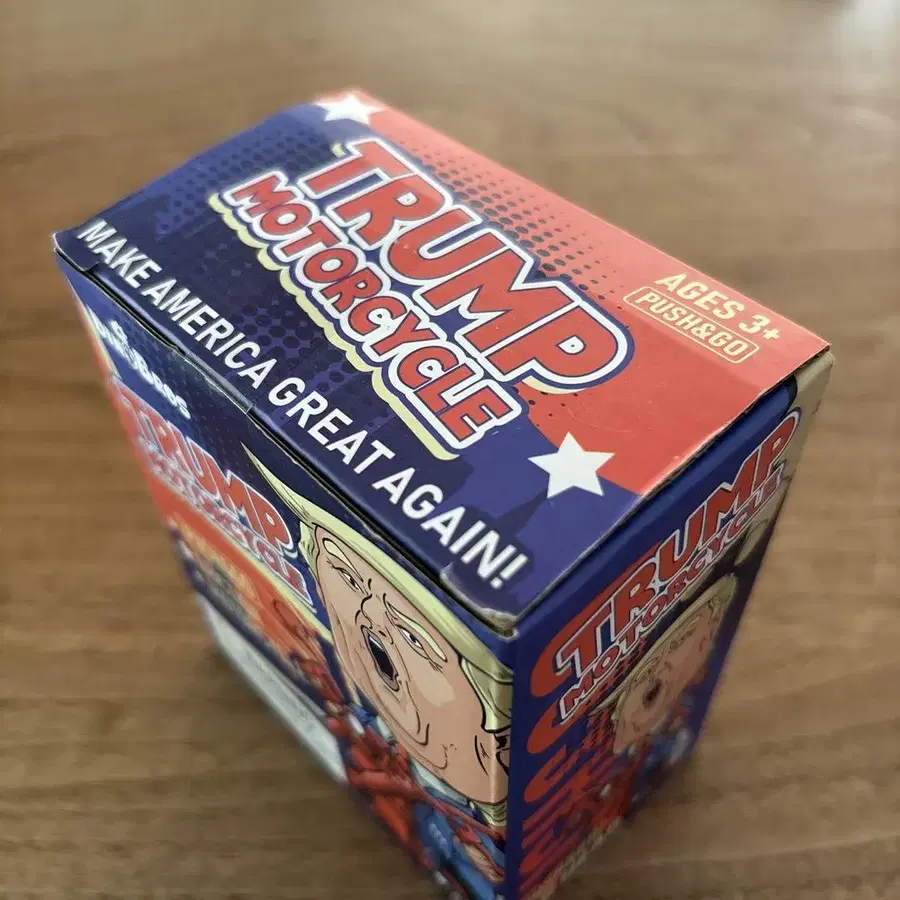 TRUMP
MOTORCYCLE
AGES 3+
PUSH&GO
MAKE AMERICA GREAT AGAIN!
TRUMP
MOTORCYCLE
TRUMP
MOTORCYCLE